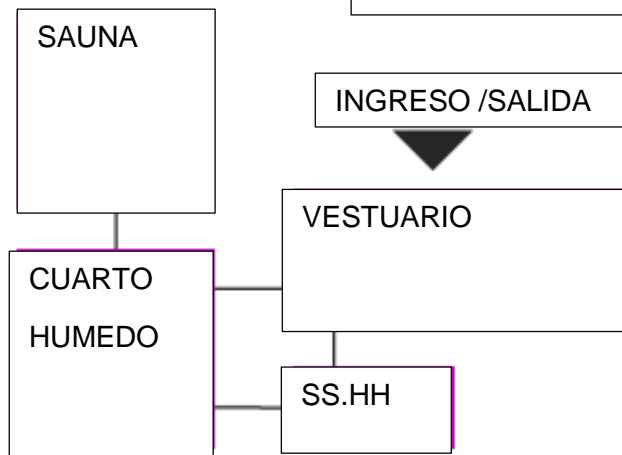 SAUNA
INGRESO /SALIDA
VESTUARIO
CUARTO
HUMEDO
SS.HH